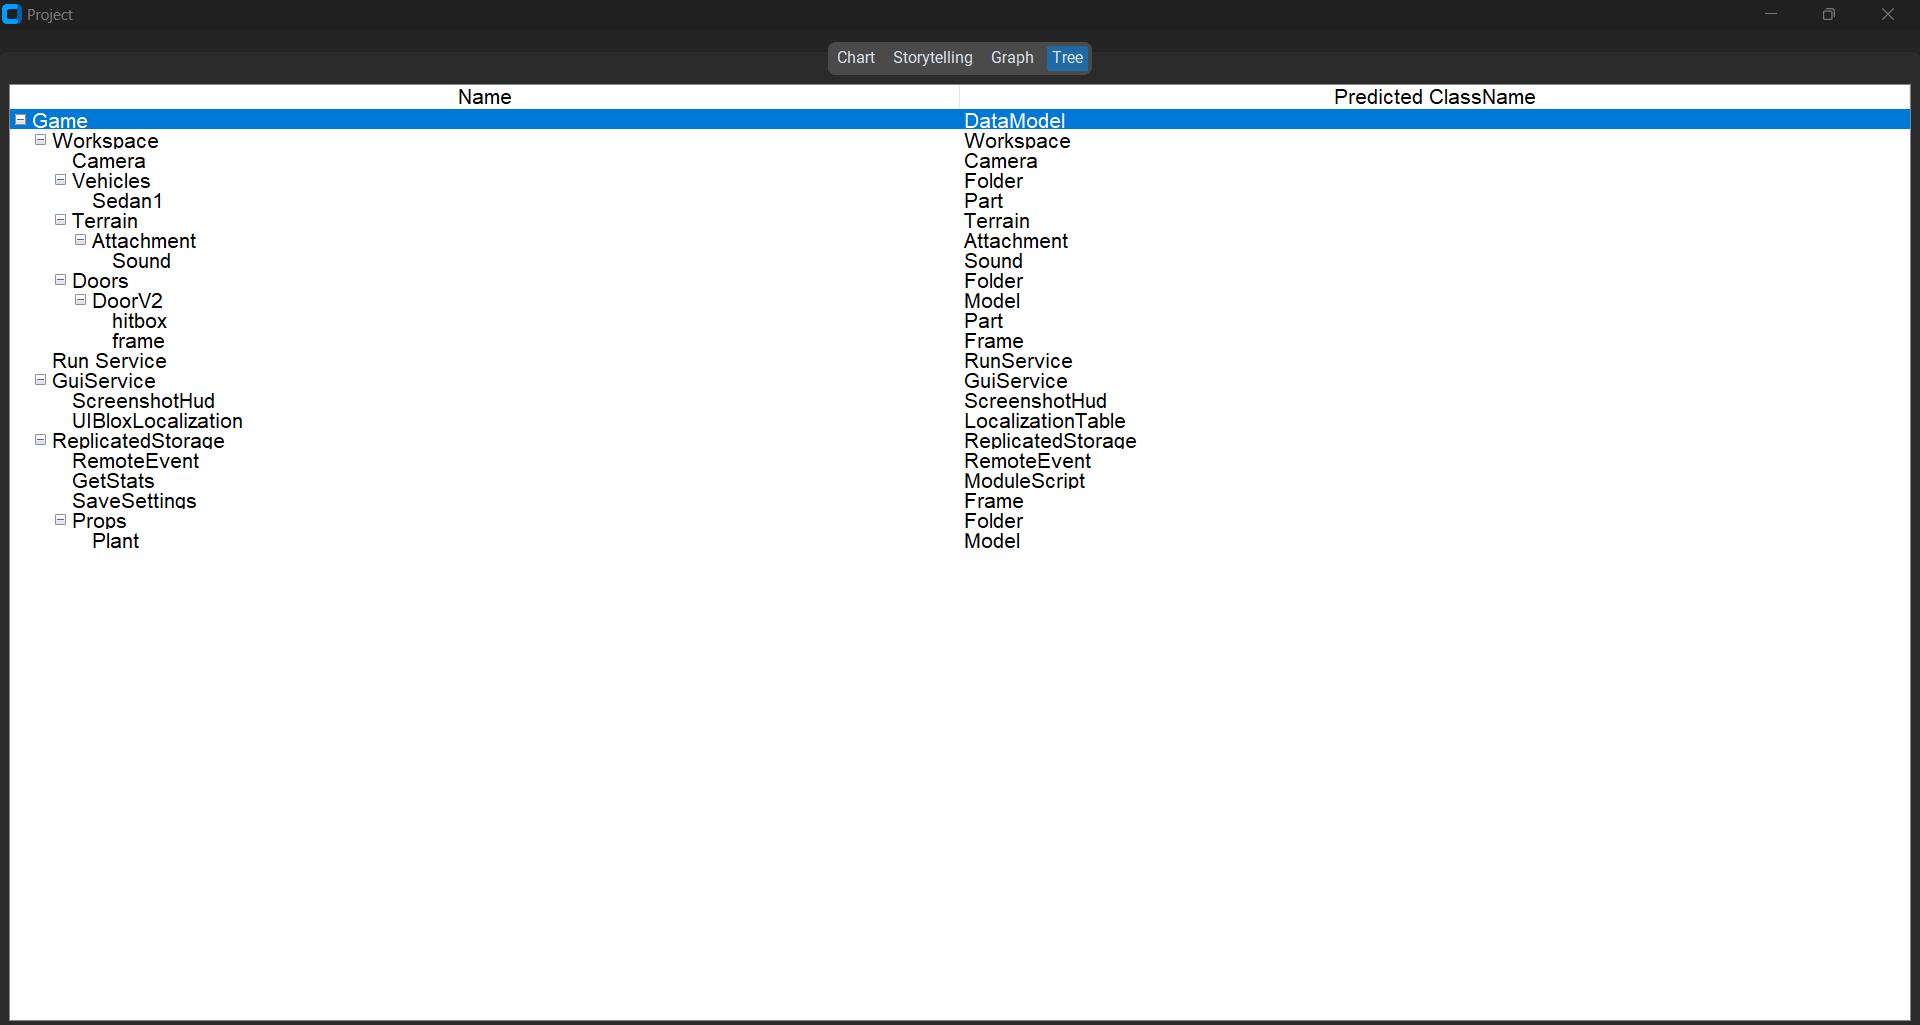 Project
Chart Storytelling Graph Tree
Name Predicted ClassName
Game DataModel
Workspace Workspace
Camera Camera
Vehicles Folder
Sedan1 Part
Terrain Terrain
Attachment Attachment
Sound Sound
Doors Folder
DoorV2 Model
hitbox Part
frame Frame
Run Service RunService
GuiService GuiService
ScreenshotHud ScreenshotHud
UIBloxLocalization LocalizationTable
ReplicatedStorage ReplicatedStorage
RemoteEvent RemoteEvent
GetStats ModuleScript
SaveSettings Frame
Props Folder
Plant Model